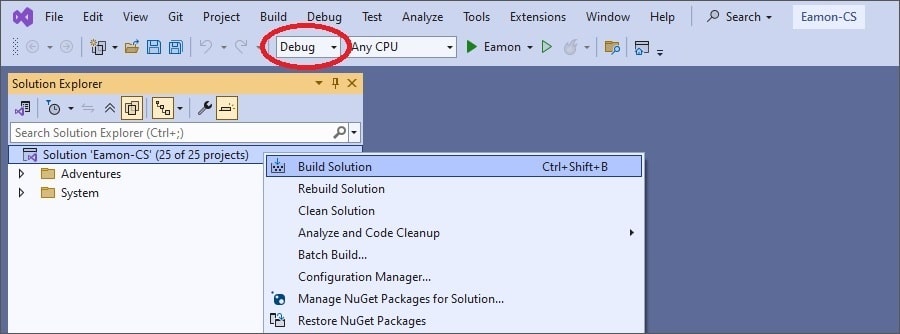 File Edit View Git Project Build Debug Test Analyze Tools Extensions Window Help Search Eamon-CS
Debug Any CPU Eamon
Solution Explorer
Search Solution Explorer (Ctrl+;)
Solution 'Eamon-CS' (25 of 25 projects)
Adventures
System
Build Solution Ctrl+Shift+B
Rebuild Solution
Clean Solution
Analyze and Code Cleanup
Batch Build...
Configuration Manager...
Manage NuGet Packages for Solution...
Restore NuGet Packages